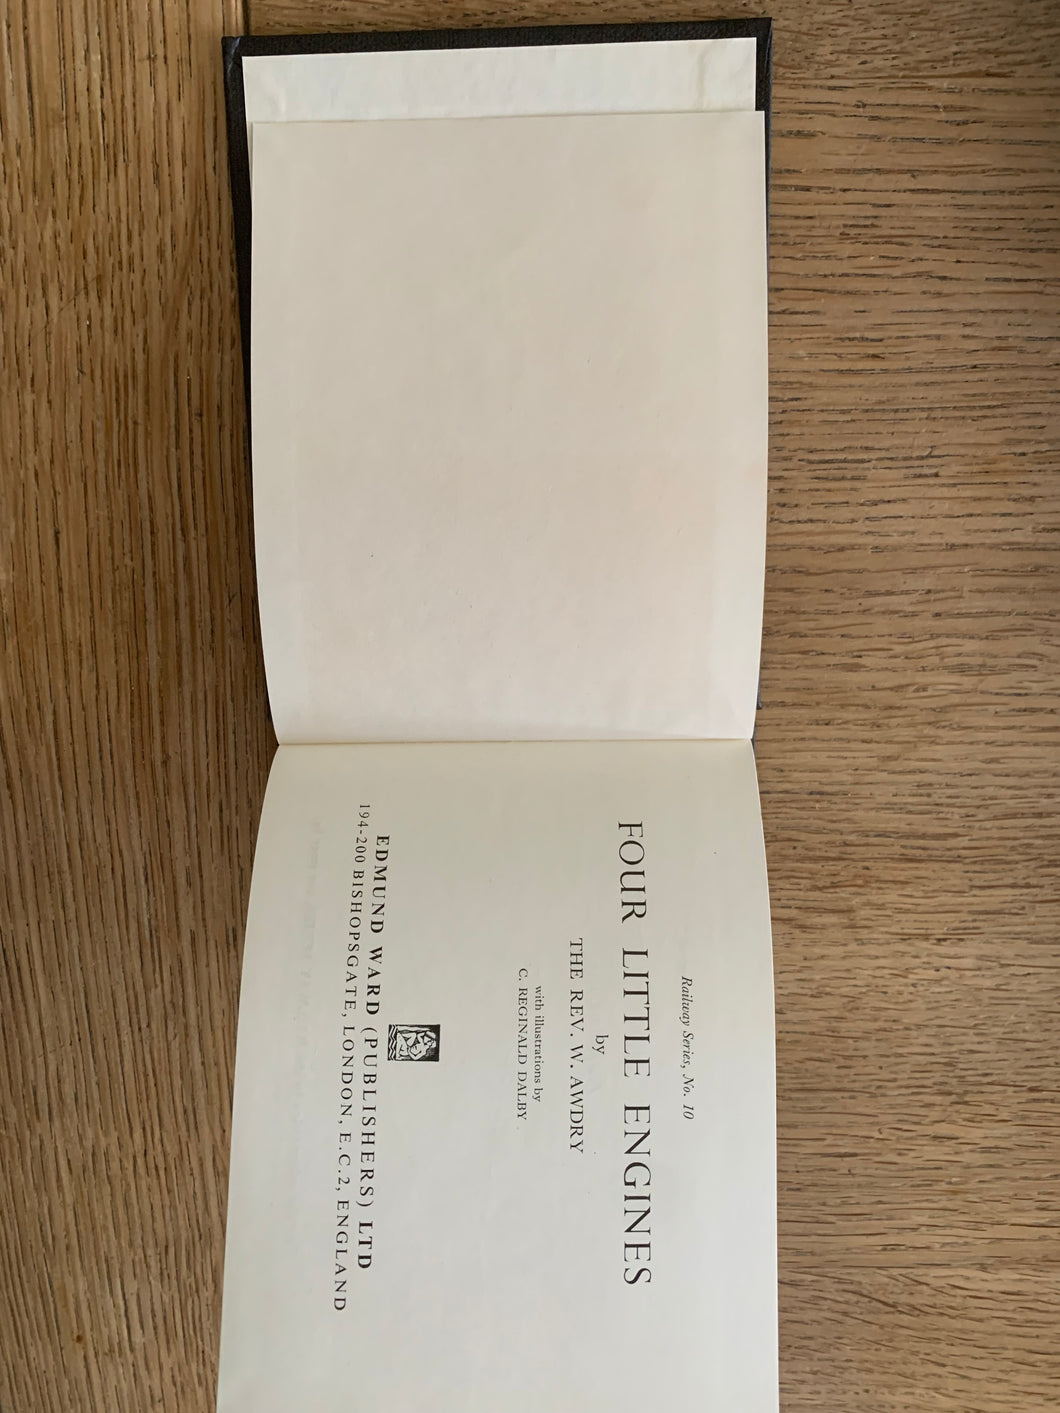 Railway Series, No. 10
FOUR LITTLE ENGINES
by
THE REV. W. AWDRY
with illustrations by
C. REGINALD DALBY
EDMUND WARD (PUBLISHERS) LTD
194-200 BISHOPSGATE, LONDON, E.C.2, ENGLAND